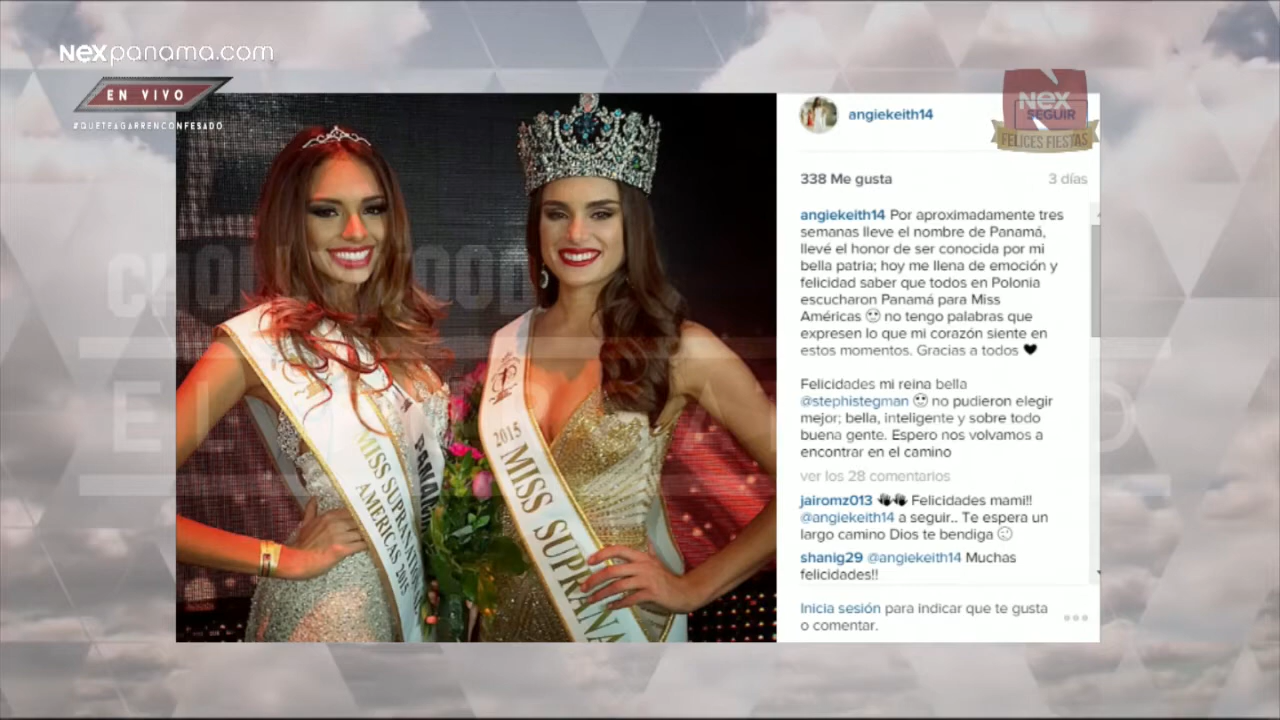 Nexpanama.com
EN VIVO
#QUETEAGARRENCONFESADO
Nex
SEGUIR
FELICES FIESTAS
angiekeith14
338 Me gusta
3 días
angiekeith14 Por aproximadamente tres
semanas lleve el nombre de Panamá,
llevé el honor de ser conocida por mi
bella patria; hoy me llena de emoción y
felicidad saber que todos en Polonia
escucharon Panamá para Miss
Américas 🙂 no tengo palabras que
expresen lo que mi corazón siente en
estos momentos. Gracias a todos ♥
Felicidades mi reina bella
@stephistegman 🙂 no pudieron elegir
mejor; bella, inteligente y sobre todo
buena gente. Espero nos volvamos a
encontrar en el camino
ver los 28 comentarios
jairomz013 👐👐 Felicidades mami!!
@angiekeith14 a seguir.. Te espera un
largo camino Dios te bendiga 🙂
shanig29 @angiekeith14 Muchas
felicidades!!
Inicia sesión para indicar que te gusta
o comentar.
MISS SUPRANATIONAL
AMERICAS 2015
PANAMA
2015 MISS SUPRANA